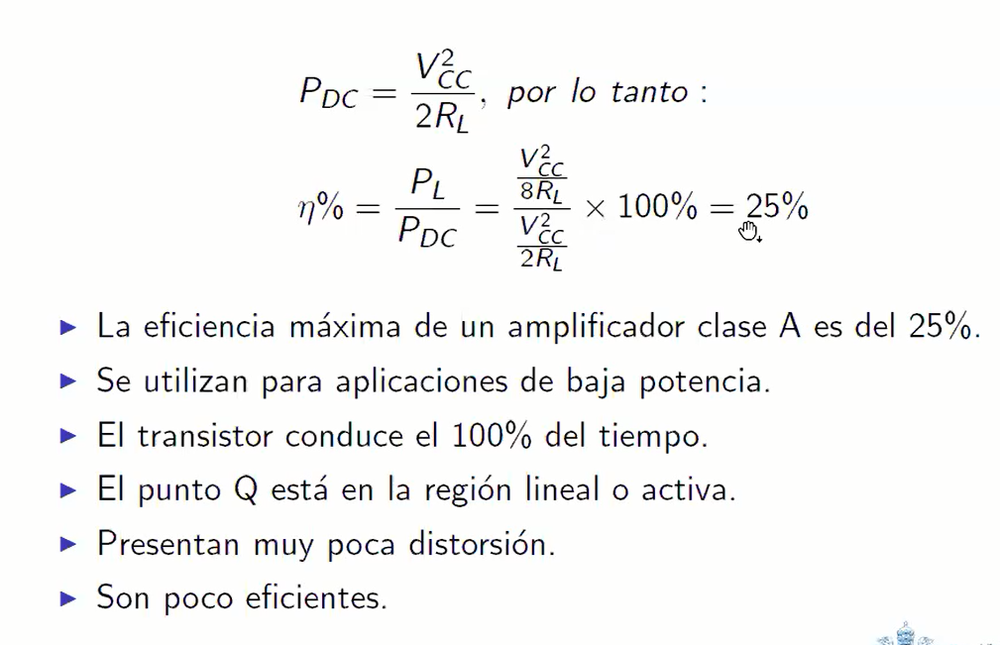 P_{DC} = \frac{V_{CC}^2}{2R_L}, por lo tanto :
η% = \frac{P_L}{P_{DC}} = \frac{\frac{V_{CC}^2}{8R_L}}{\frac{V_{CC}^2}{2R_L}} × 100% = 25%
▶ La eficiencia máxima de un amplificador clase A es del 25%.
▶ Se utilizan para aplicaciones de baja potencia.
▶ El transistor conduce el 100% del tiempo.
▶ El punto Q está en la región lineal o activa.
▶ Presentan muy poca distorsión.
▶ Son poco eficientes.